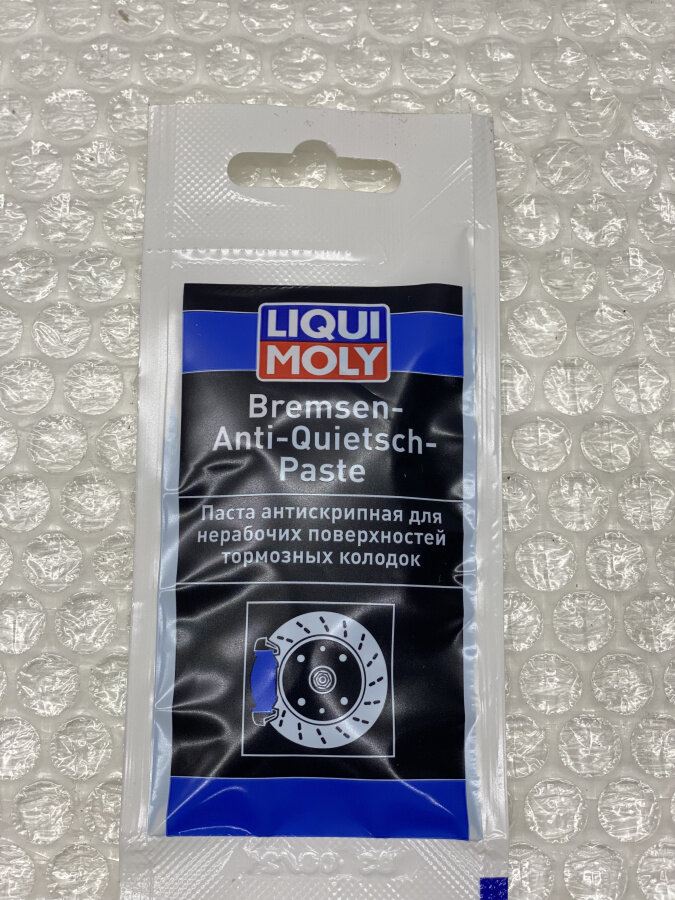 LIQUI
MOLY
Bremsen-
Anti-Quietsch-
Paste
Паста антискрипная для
нерабочих поверхностей
тормозных колодок